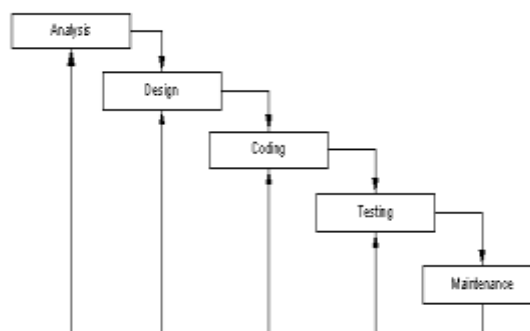 Analysis
Design
Coding
Testing
Maintenance